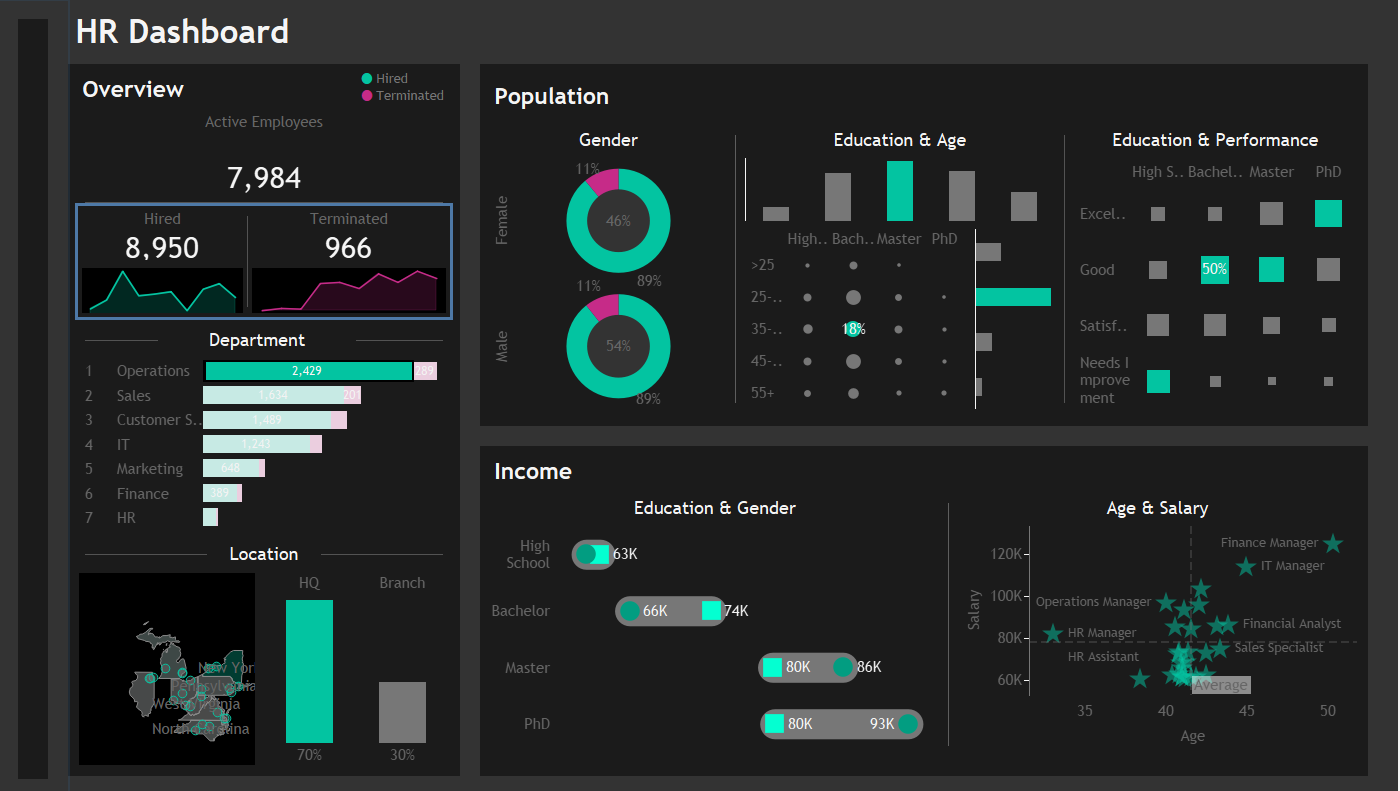 HR Dashboard
Overview
Hired
Terminated
Active Employees
7,984
Hired
Terminated
8,950
966
Department
1 Operations 2,429 289
2 Sales 1,634 201
3 Customer S.. 1,489
4 IT 1,243
5 Marketing 648
6 Finance 389
7 HR
Location
HQ
Branch
New Yor
Pennsylvania
West Virginia
North Carolina
70%
30%
Population
Gender
Female
11%
46%
89%
Male
11%
54%
89%
Education & Age
High.. Bach.. Master PhD
>25
25-..
35-.. 18%
45-..
55+
Education & Performance
High S.. Bachel.. Master PhD
Excel..
Good 50%
Satisf..
Needs I
mprove
ment
Income
Education & Gender
High
School
63K
Bachelor 66K 74K
Master 80K 86K
PhD 80K 93K
Age & Salary
Salary
120K
100K
80K
60K
Finance Manager
IT Manager
Operations Manager
Financial Analyst
HR Manager
Sales Specialist
HR Assistant
Average
35 40 45 50
Age